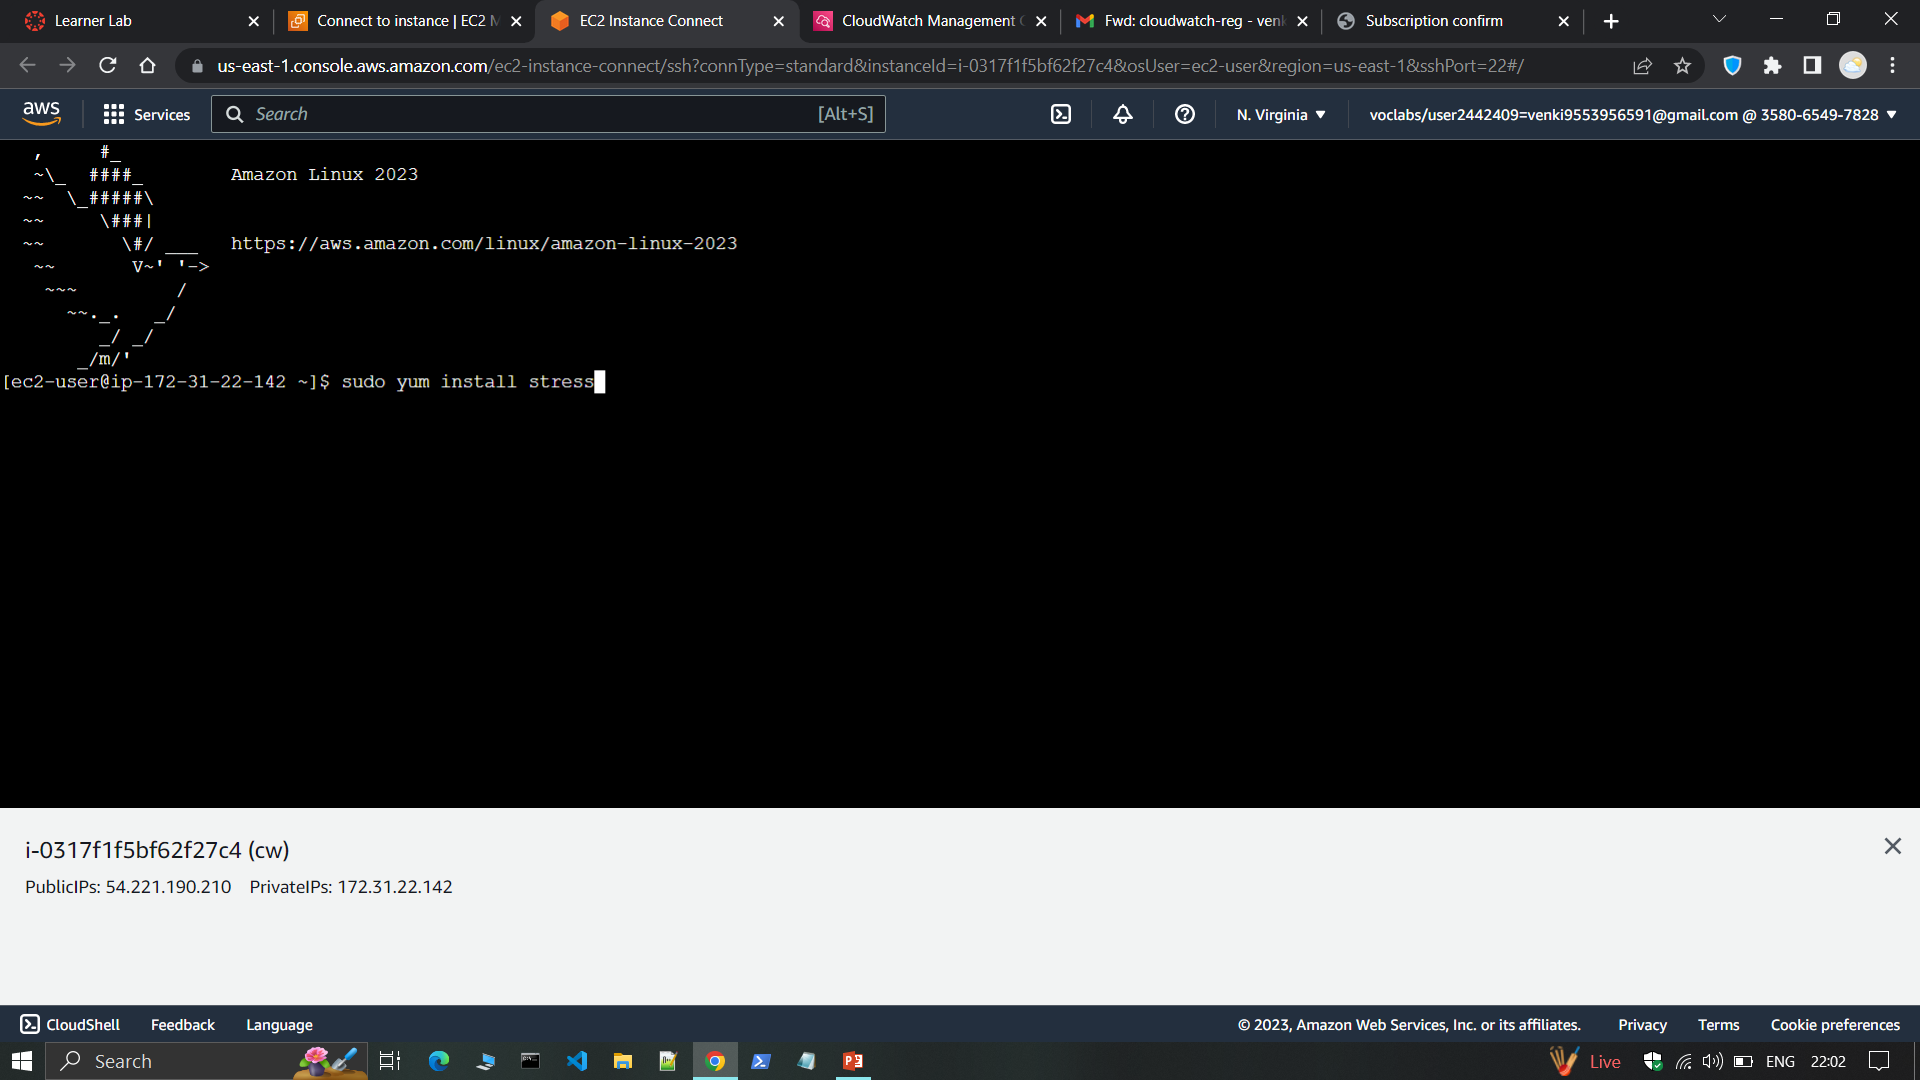 Learner Lab
Connect to instance | EC2 M
EC2 Instance Connect
CloudWatch Management C
Fwd: cloudwatch-reg - venk
Subscription confirm
us-east-1.console.aws.amazon.com/ec2-instance-connect/ssh?connType=standard&instanceId=i-0317f1f5bf62f27c4&osUser=ec2-user&region=us-east-1&sshPort=22#/
aws
Services
Search
[Alt+S]
N. Virginia
voclabs/user2442409=venki9553956591@gmail.com @ 3580-6549-7828
   ,     #_
   ~\_  ####_        Amazon Linux 2023
  ~~  \_#####\
  ~~     \###|
  ~~       \#/ ___   https://aws.amazon.com/linux/amazon-linux-2023
   ~~       V~' '->
    ~~~         /
      ~~._.   _/
         _/ _/
       _/m/'
[ec2-user@ip-172-31-22-142 ~]$ sudo yum install stress
i-0317f1f5bf62f27c4 (cw)
PublicIPs: 54.221.190.210 PrivateIPs: 172.31.22.142
CloudShell
Feedback
Language
© 2023, Amazon Web Services, Inc. or its affiliates.
Privacy
Terms
Cookie preferences
Search
Live
ENG
22:02